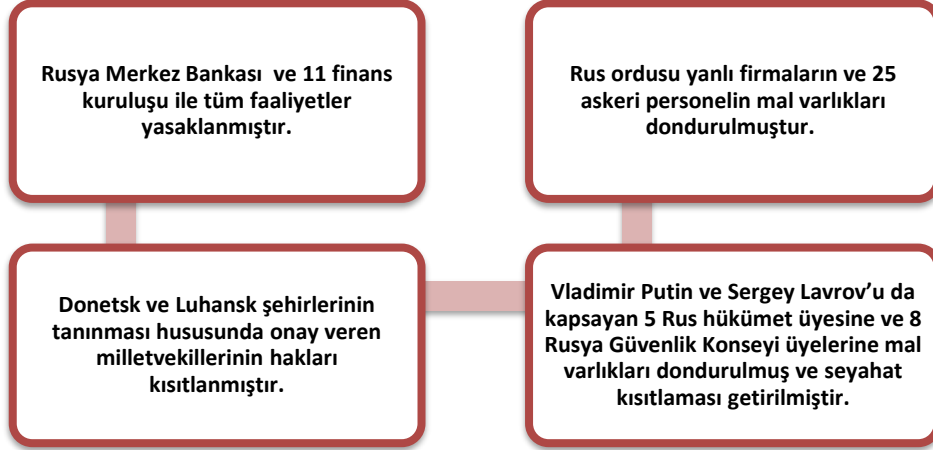 Rusya Merkez Bankası ve 11 finans
kuruluşu ile tüm faaliyetler
yasaklanmıştır.
Donetsk ve Luhansk şehirlerinin
tanınması hususunda onay veren
milletvekillerinin hakları
kısıtlanmıştır.
Vladimir Putin ve Sergey Lavrov’u da
kapsayan 5 Rus hükümet üyesine ve 8
Rusya Güvenlik Konseyi üyelerine mal
varlıkları dondurulmuş ve seyahat
kısıtlaması getirilmiştir.
Rus ordusu yanlı firmaların ve 25
askeri personelin mal varlıkları
dondurulmuştur.